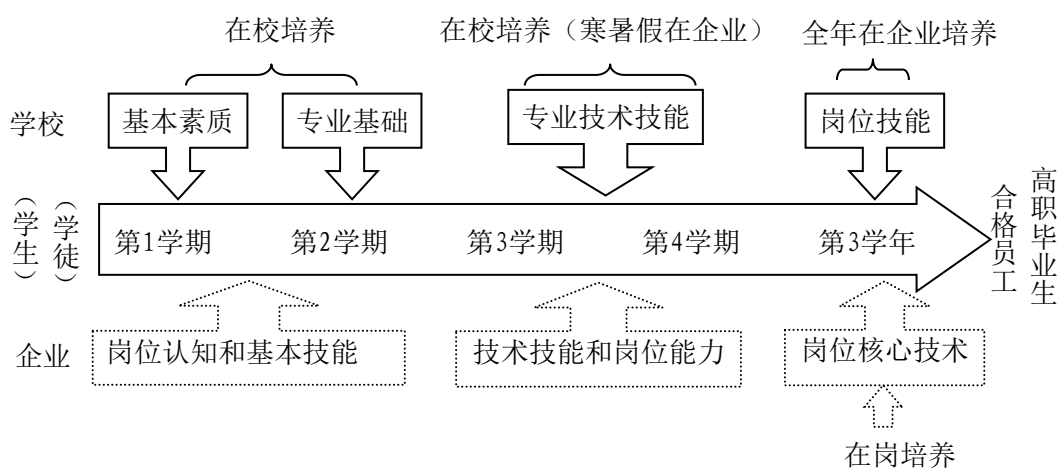 在校培养
在校培养（寒暑假在企业）
全年在企业培养
学校
基本素质
专业基础
专业技术技能
岗位技能
（学生）
（学徒）
第1学期
第2学期
第3学期
第4学期
第3学年
合格员工
高职毕业生
企业
岗位认知和基本技能
技术技能和岗位能力
岗位核心技术
在岗培养